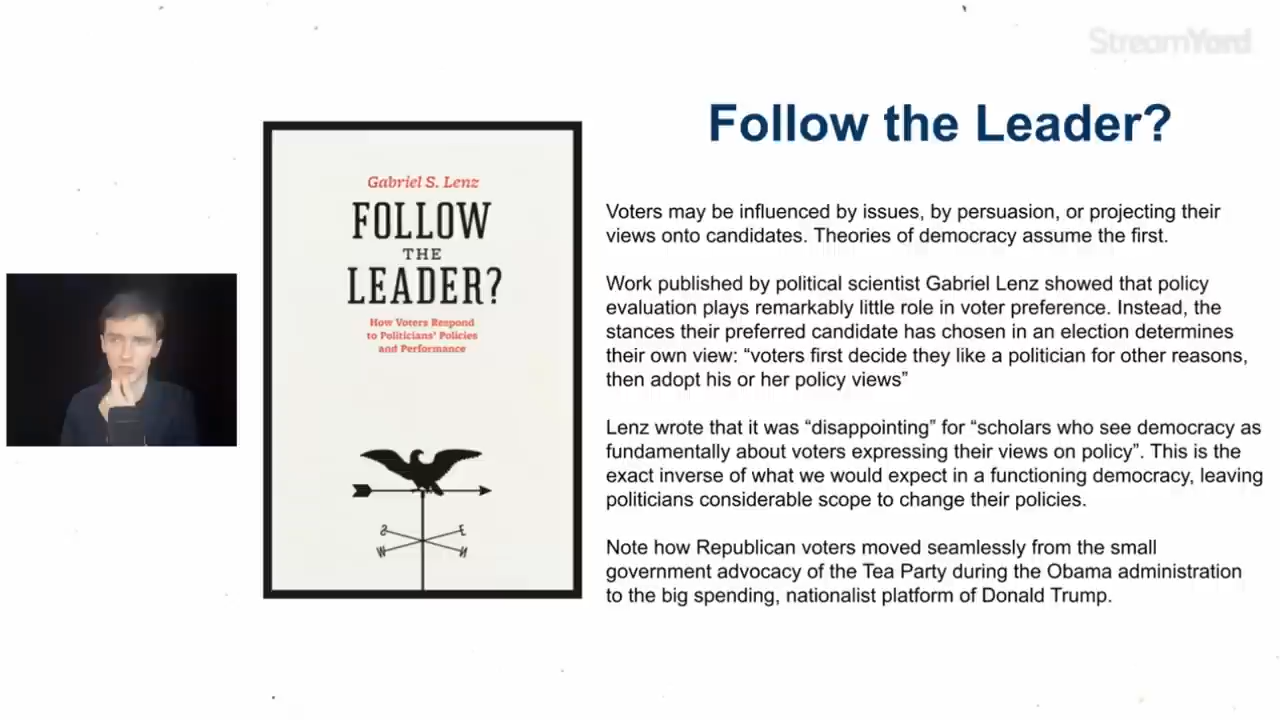 StreamYard
Follow the Leader?
Gabriel S. Lenz
FOLLOW
THE
LEADER?
How Voters Respond
to Politicians' Policies
and Performance
S
E
W
N
Voters may be influenced by issues, by persuasion, or projecting their
views onto candidates. Theories of democracy assume the first.
Work published by political scientist Gabriel Lenz showed that policy
evaluation plays remarkably little role in voter preference. Instead, the
stances their preferred candidate has chosen in an election determines
their own view: “voters first decide they like a politician for other reasons,
then adopt his or her policy views”
Lenz wrote that it was “disappointing” for “scholars who see democracy as
fundamentally about voters expressing their views on policy”. This is the
exact inverse of what we would expect in a functioning democracy, leaving
politicians considerable scope to change their policies.
Note how Republican voters moved seamlessly from the small
government advocacy of the Tea Party during the Obama administration
to the big spending, nationalist platform of Donald Trump.